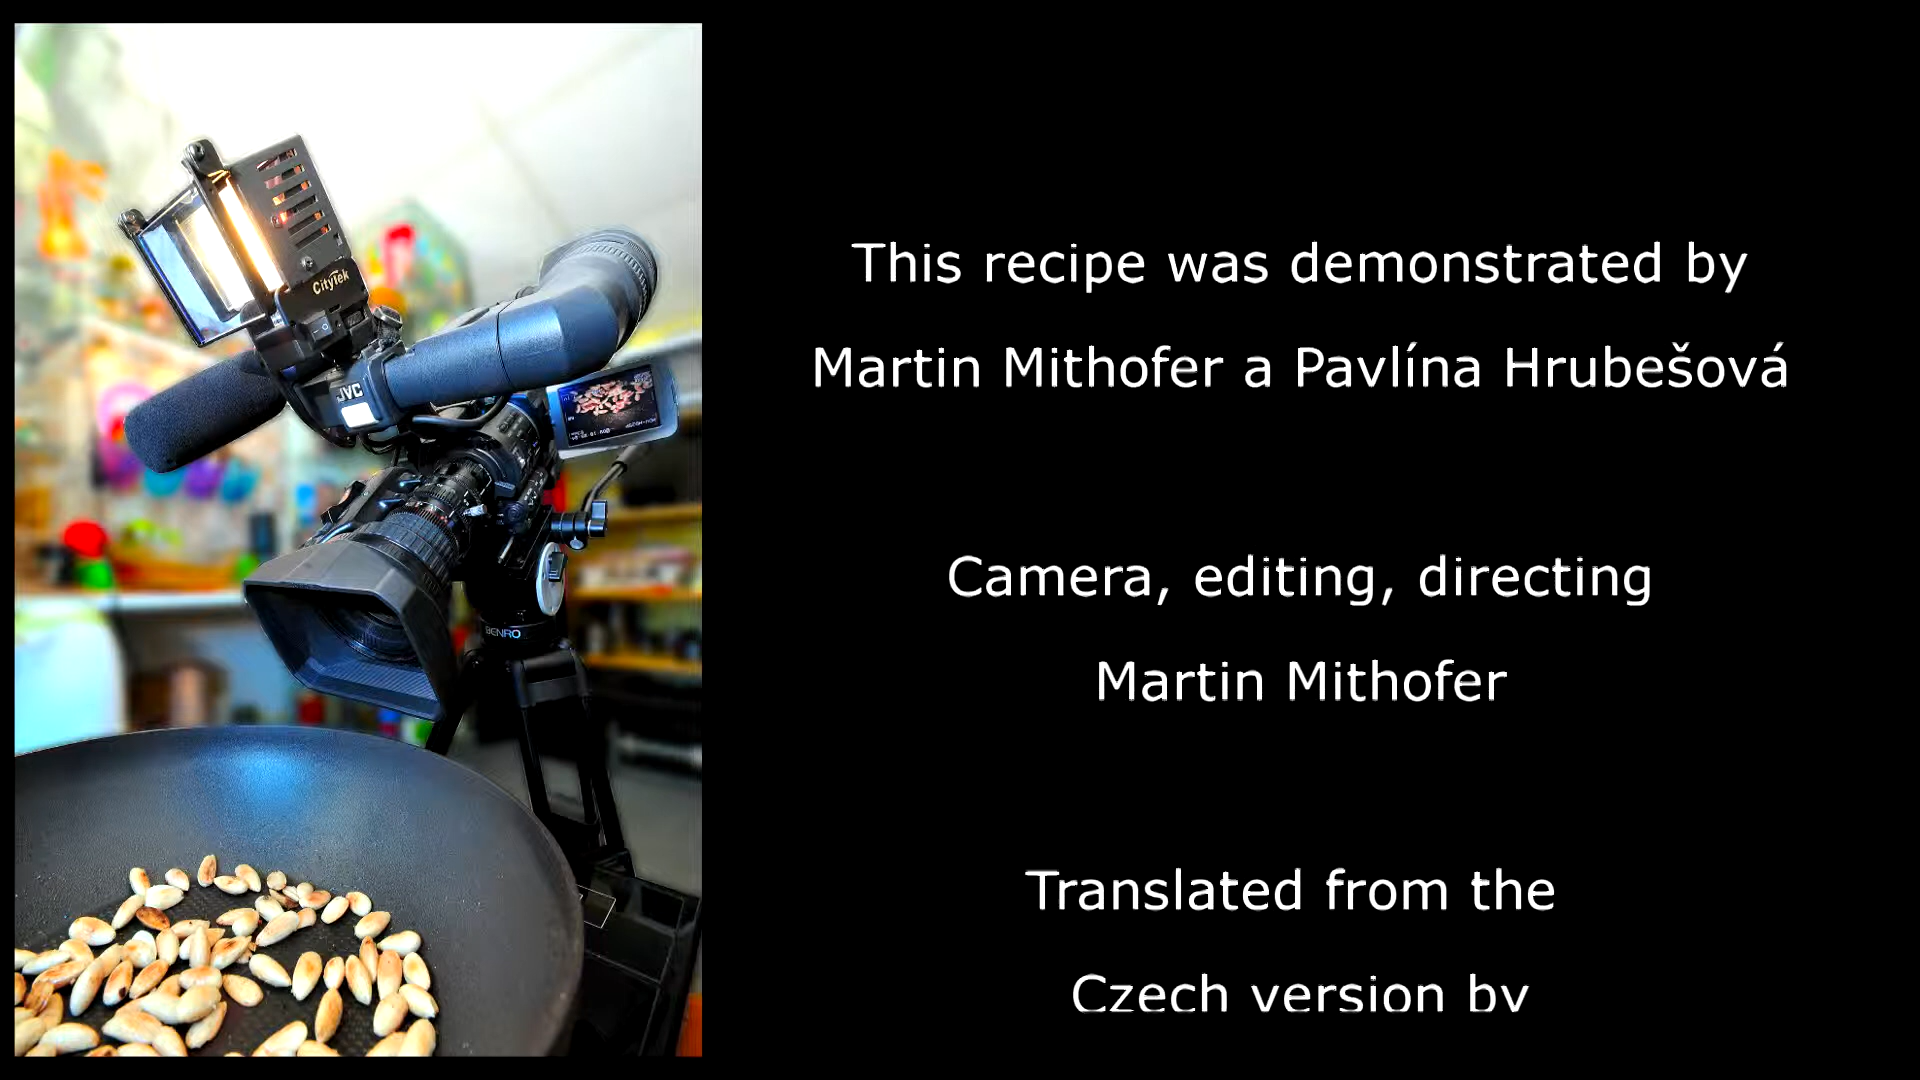 CityTek
JVC
BENRO
This recipe was demonstrated by
Martin Mithofer a Pavlína Hrubešová
Camera, editing, directing
Martin Mithofer
Translated from the
Czech version by